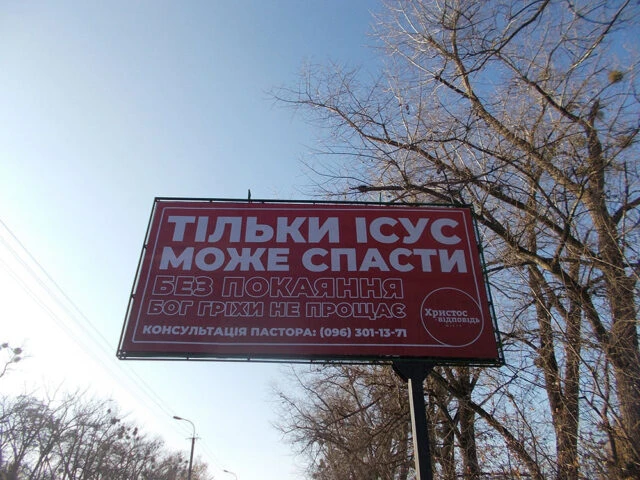 ТІЛЬКИ ІСУС
МОЖЕ СПАСТИ
БЕЗ ПОКАЯННЯ
БОГ ГРІХИ НЕ ПРОЩАЄ
КОНСУЛЬТАЦІЯ ПАСТОРА: (096) 301-13-71
Христос
-відповідь